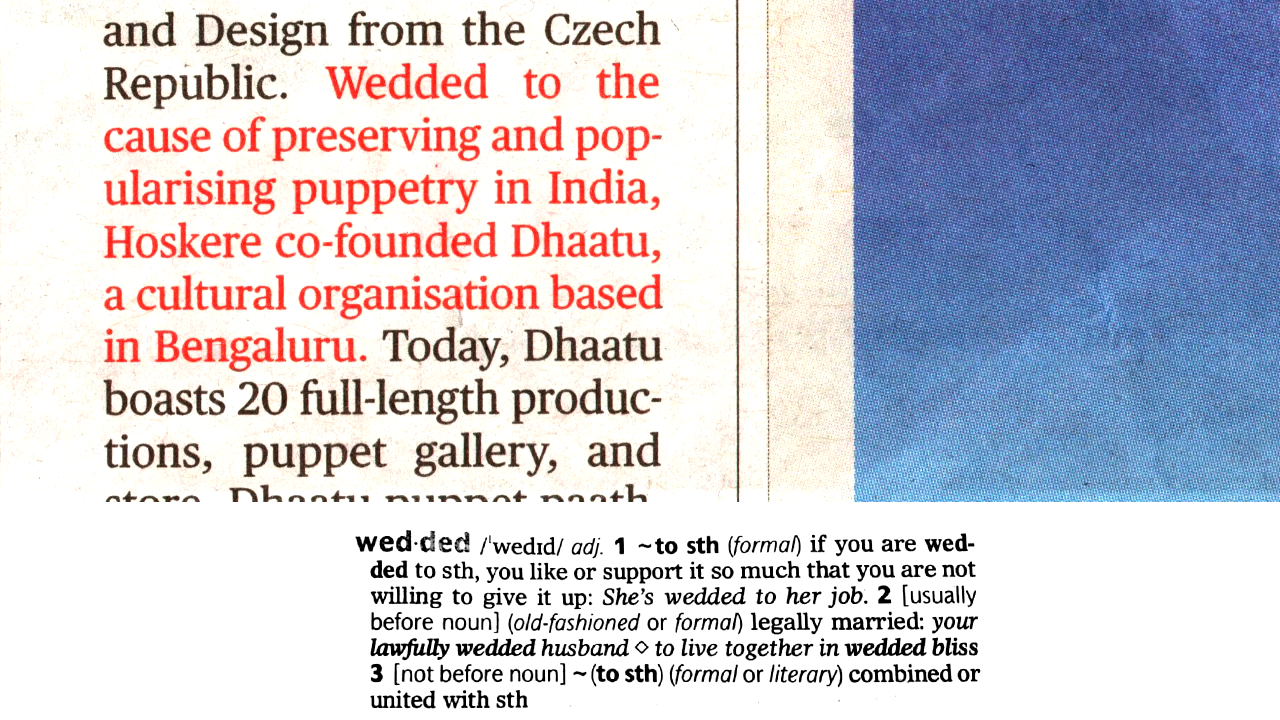 and Design from the Czech
Republic. Wedded to the
cause of preserving and pop-
ularising puppetry in India,
Hoskere co-founded Dhaatu,
a cultural organisation based
in Bengaluru. Today, Dhaatu
boasts 20 full-length produc-
tions, puppet gallery, and
store. Dhaatu puppet paath
wed·ded /ˈwedɪd/ adj. 1 ~to sth (formal) if you are wed-
ded to sth, you like or support it so much that you are not
willing to give it up: She's wedded to her job. 2 [usually
before noun] (old-fashioned or formal) legally married: your
lawfully wedded husband ◇ to live together in wedded bliss
3 [not before noun] ~(to sth) (formal or literary) combined or
united with sth